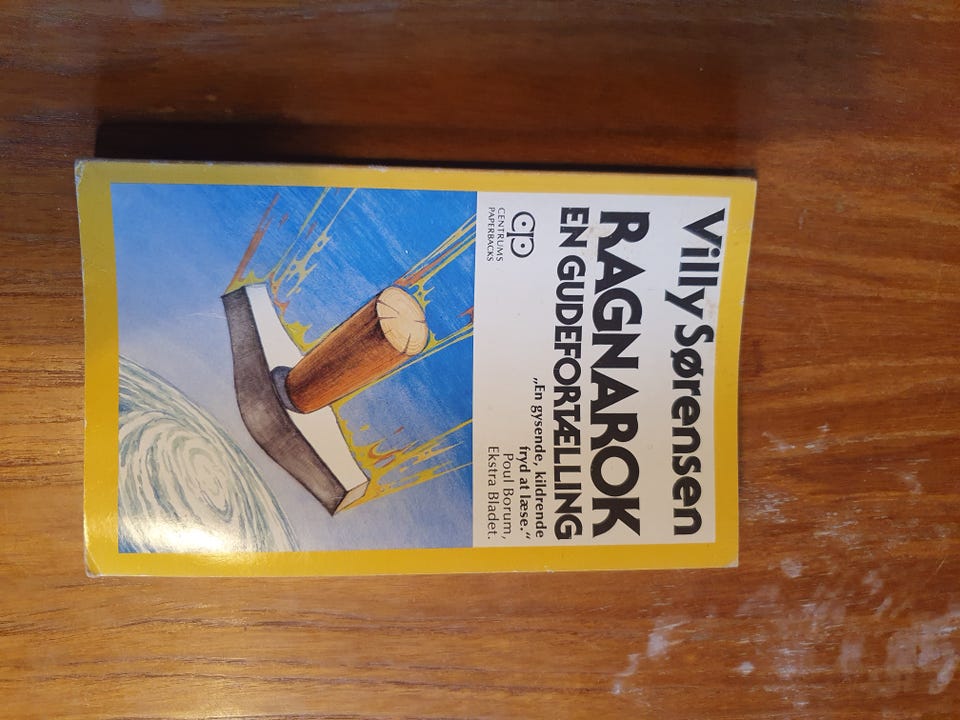 Villy Sørensen
RAGNAROK
EN GUDEFORTÆLLING
„En gysende, kildrende
fryd at læse.“
Poul Borum,
Ekstra Bladet.
cp
CENTRUMS
PAPERBACKS